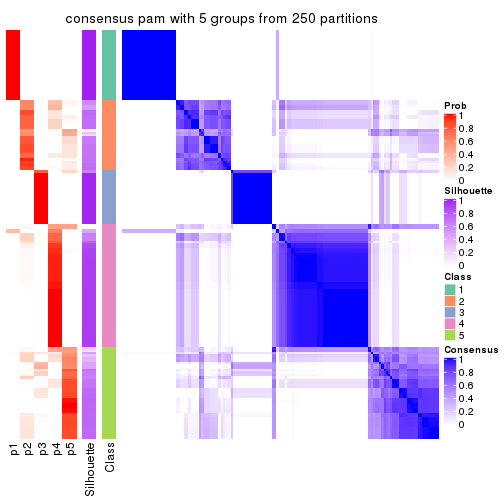 consensus pam with 5 groups from 250 partitions
Prob
1
0.8
0.6
0.4
0.2
0
Silhouette
1
0.8
0.6
0.4
0.2
0
Class
1
2
3
4
5
Consensus
1
0.8
0.6
0.4
0.2
0
p1
p2
p3
p4
p5
Silhouette
Class